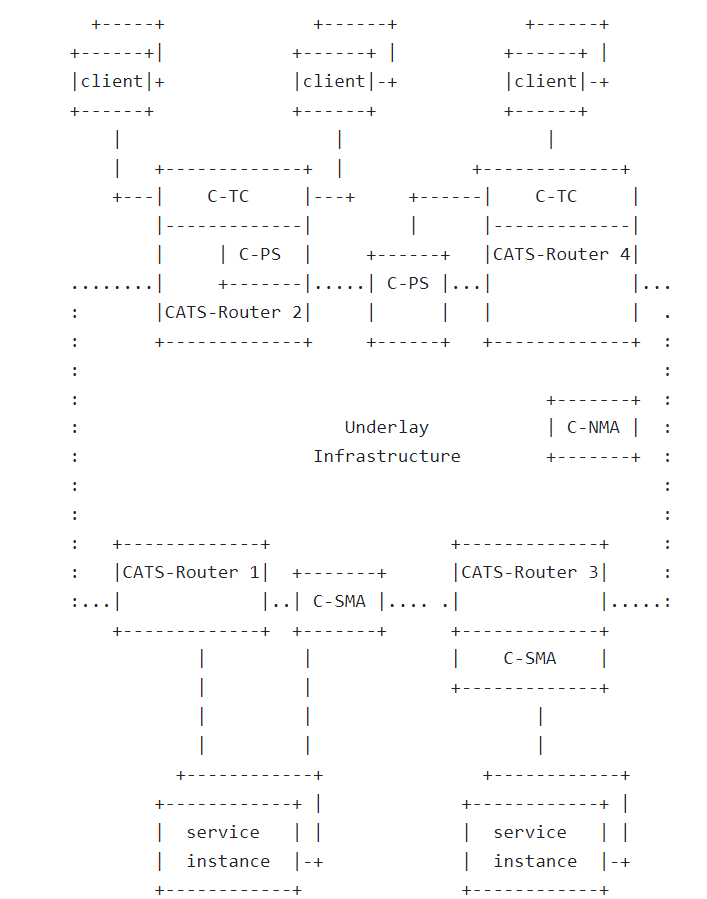 client client client
C-TC C-TC
C-PS CATS-Router 4
C-PS
CATS-Router 2
C-NMA
Underlay
Infrastructure
CATS-Router 1 CATS-Router 3
C-SMA
C-SMA
service service
instance instance